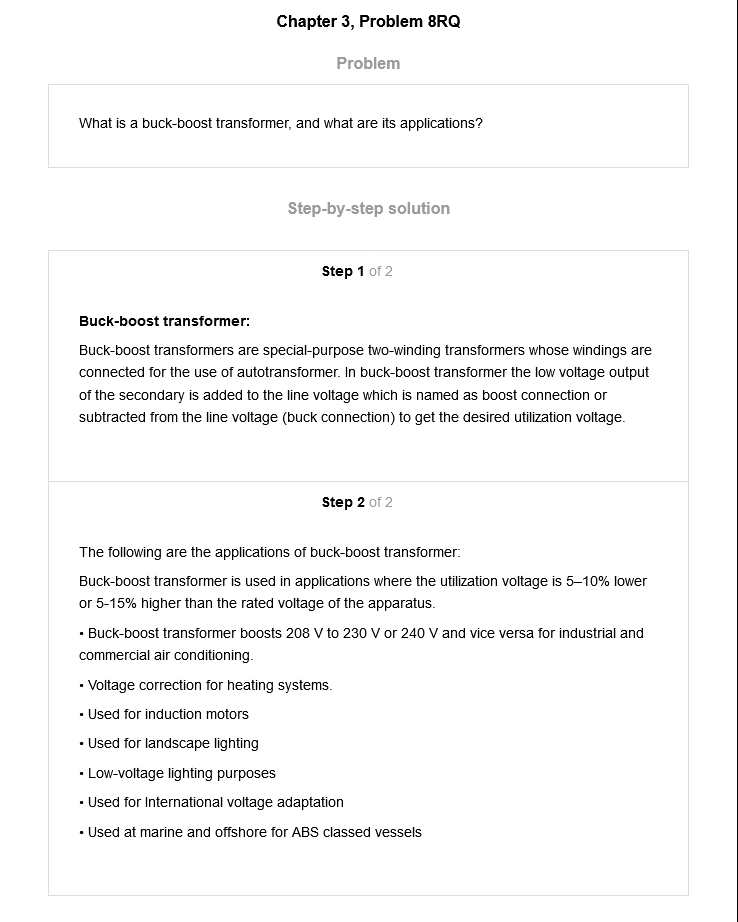 Chapter 3, Problem 8RQ
Problem
What is a buck-boost transformer, and what are its applications?
Step-by-step solution
Step 1 of 2
Buck-boost transformer:
Buck-boost transformers are special-purpose two-winding transformers whose windings are
connected for the use of autotransformer. In buck-boost transformer the low voltage output
of the secondary is added to the line voltage which is named as boost connection or
subtracted from the line voltage (buck connection) to get the desired utilization voltage.
Step 2 of 2
The following are the applications of buck-boost transformer:
Buck-boost transformer is used in applications where the utilization voltage is 5–10% lower
or 5-15% higher than the rated voltage of the apparatus.
• Buck-boost transformer boosts 208 V to 230 V or 240 V and vice versa for industrial and
commercial air conditioning.
• Voltage correction for heating systems.
• Used for induction motors
• Used for landscape lighting
• Low-voltage lighting purposes
• Used for International voltage adaptation
• Used at marine and offshore for ABS classed vessels